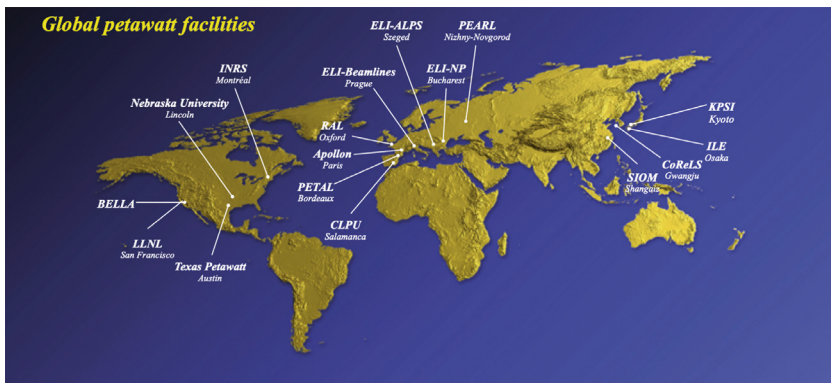 Global petawatt facilities
ELI-ALPS
Szeged
PEARL
Nizhny-Novgorod
INRS
Montréal
ELI-Beamlines
Prague
ELI-NP
Bucharest
Nebraska University
Lincoln
KPSI
Kyoto
RAL
Oxford
ILE
Osaka
Apollon
Paris
CoReLS
Gwangju
SIOM
Shangais
PETAL
Bordeaux
BELLA
CLPU
Salamanca
LLNL
San Francisco
Texas Petawatt
Austin